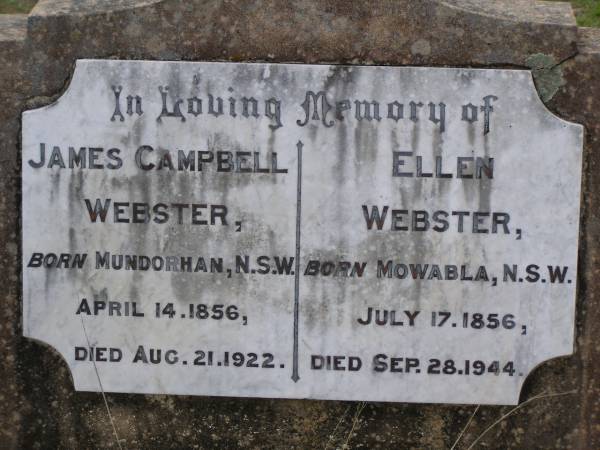 In Loving Memory of
JAMES CAMPBELL
WEBSTER,
BORN MUNDORHAN, N.S.W.
APRIL 14. 1856,
DIED AUG. 21. 1922.
ELLEN
WEBSTER,
BORN MOWABLA, N.S.W.
JULY 17. 1856,
DIED SEP. 28. 1944.